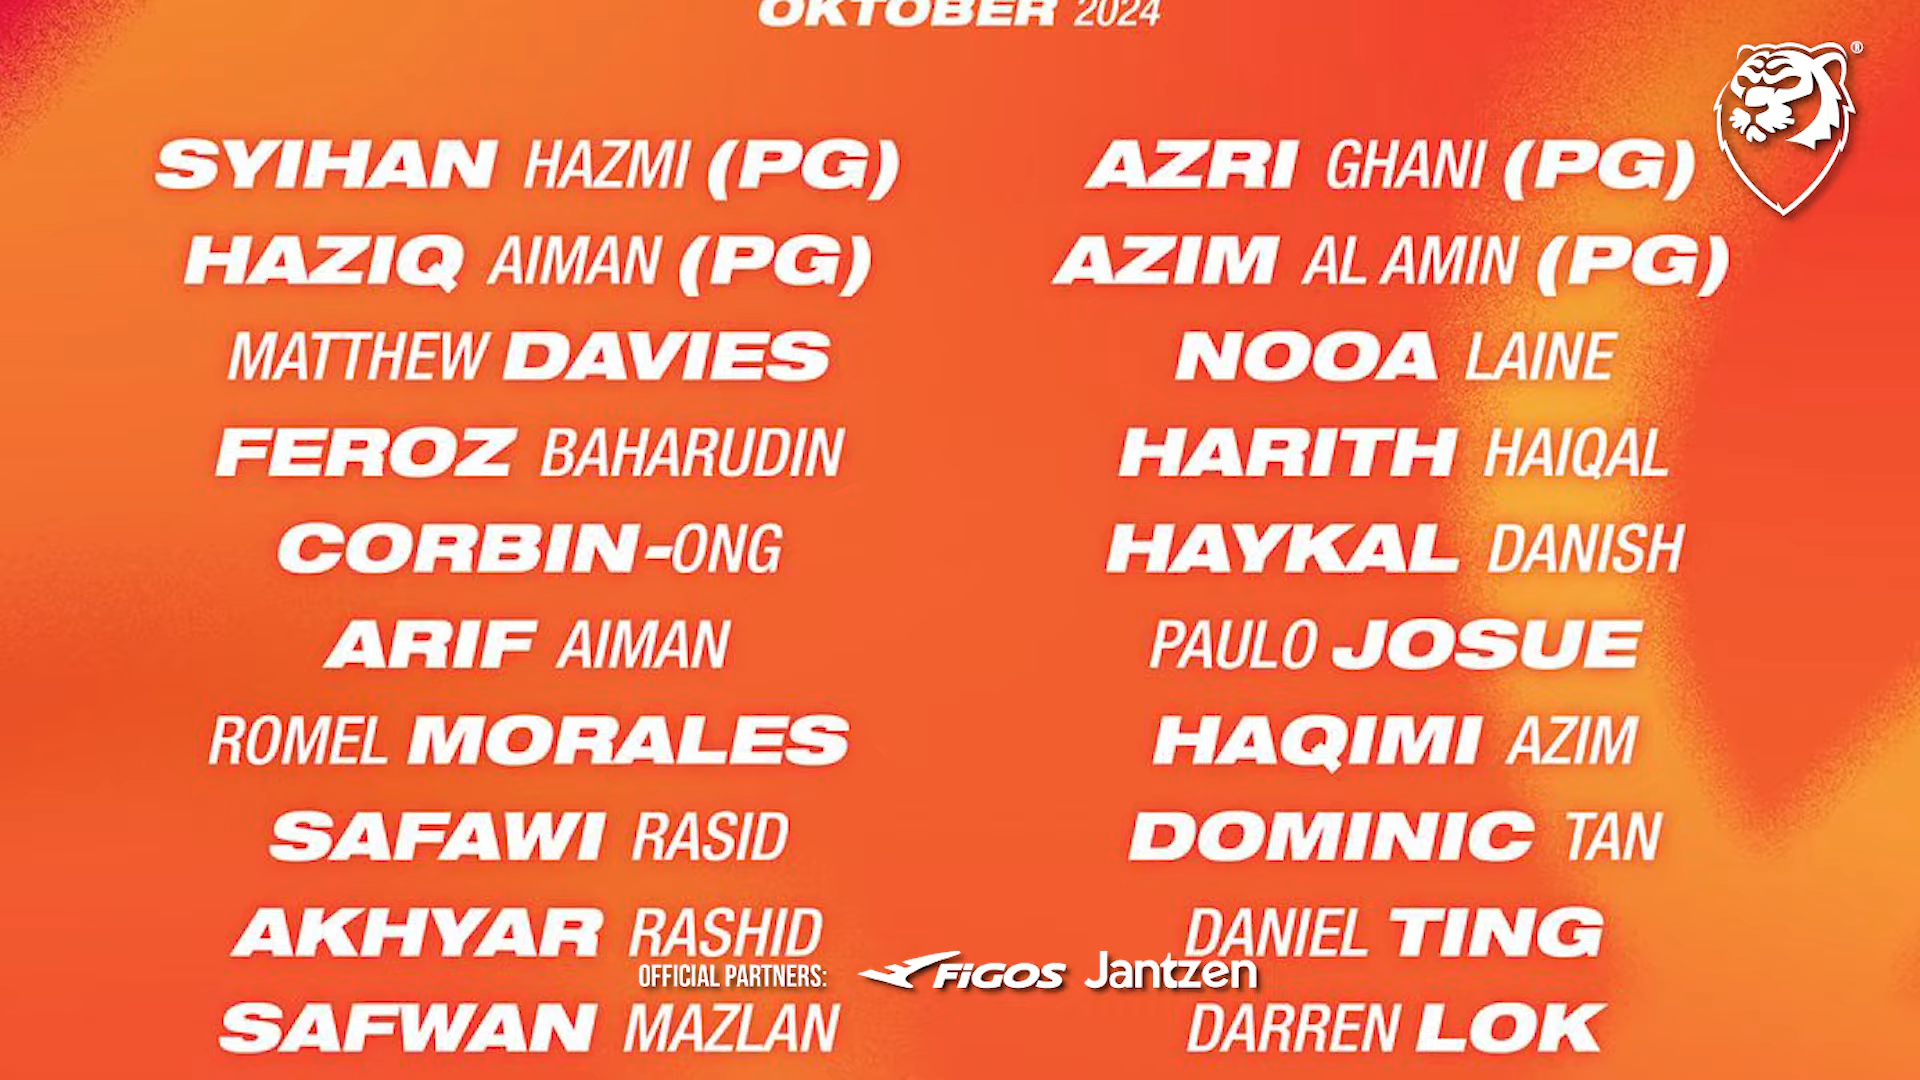 OKTOBER 2024
SYIHAN HAZMI (PG)
HAZIQ AIMAN (PG)
MATTHEW DAVIES
FEROZ BAHARUDIN
CORBIN-ONG
ARIF AIMAN
ROMEL MORALES
SAFAWI RASID
AKHYAR RASHID
SAFWAN MAZLAN
AZRI GHANI (PG)
AZIM AL AMIN (PG)
NOOA LAINE
HARITH HAIQAL
HAYKAL DANISH
PAULO JOSUE
HAQIMI AZIM
DOMINIC TAN
DANIEL TING
DARREN LOK
OFFICIAL PARTNERS: FIGOS Jantzen
®